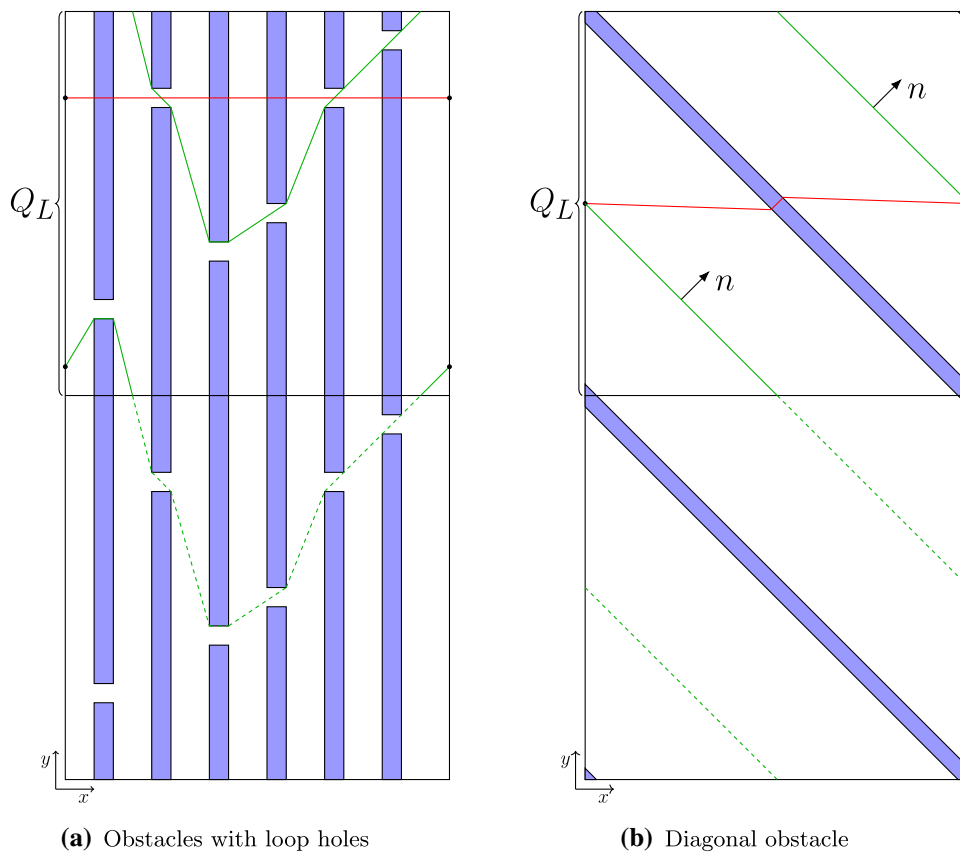 n
n
Q_L
Q_L
y
x
y
x
(a) Obstacles with loop holes
(b) Diagonal obstacle